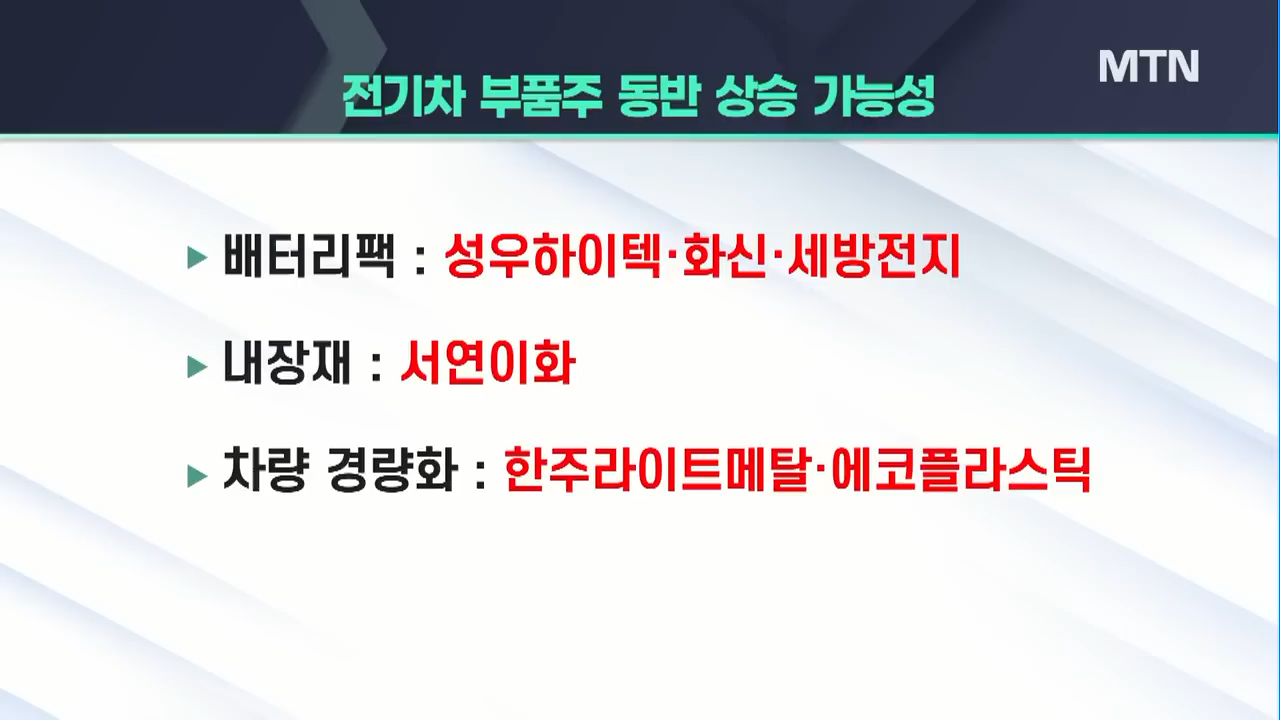 MTN
전기차 부품주 동반 상승 가능성
▶ 배터리팩 : 성우하이텍·화신·세방전지
▶ 내장재 : 서연이화
▶ 차량 경량화 : 한주라이트메탈·에코플라스틱